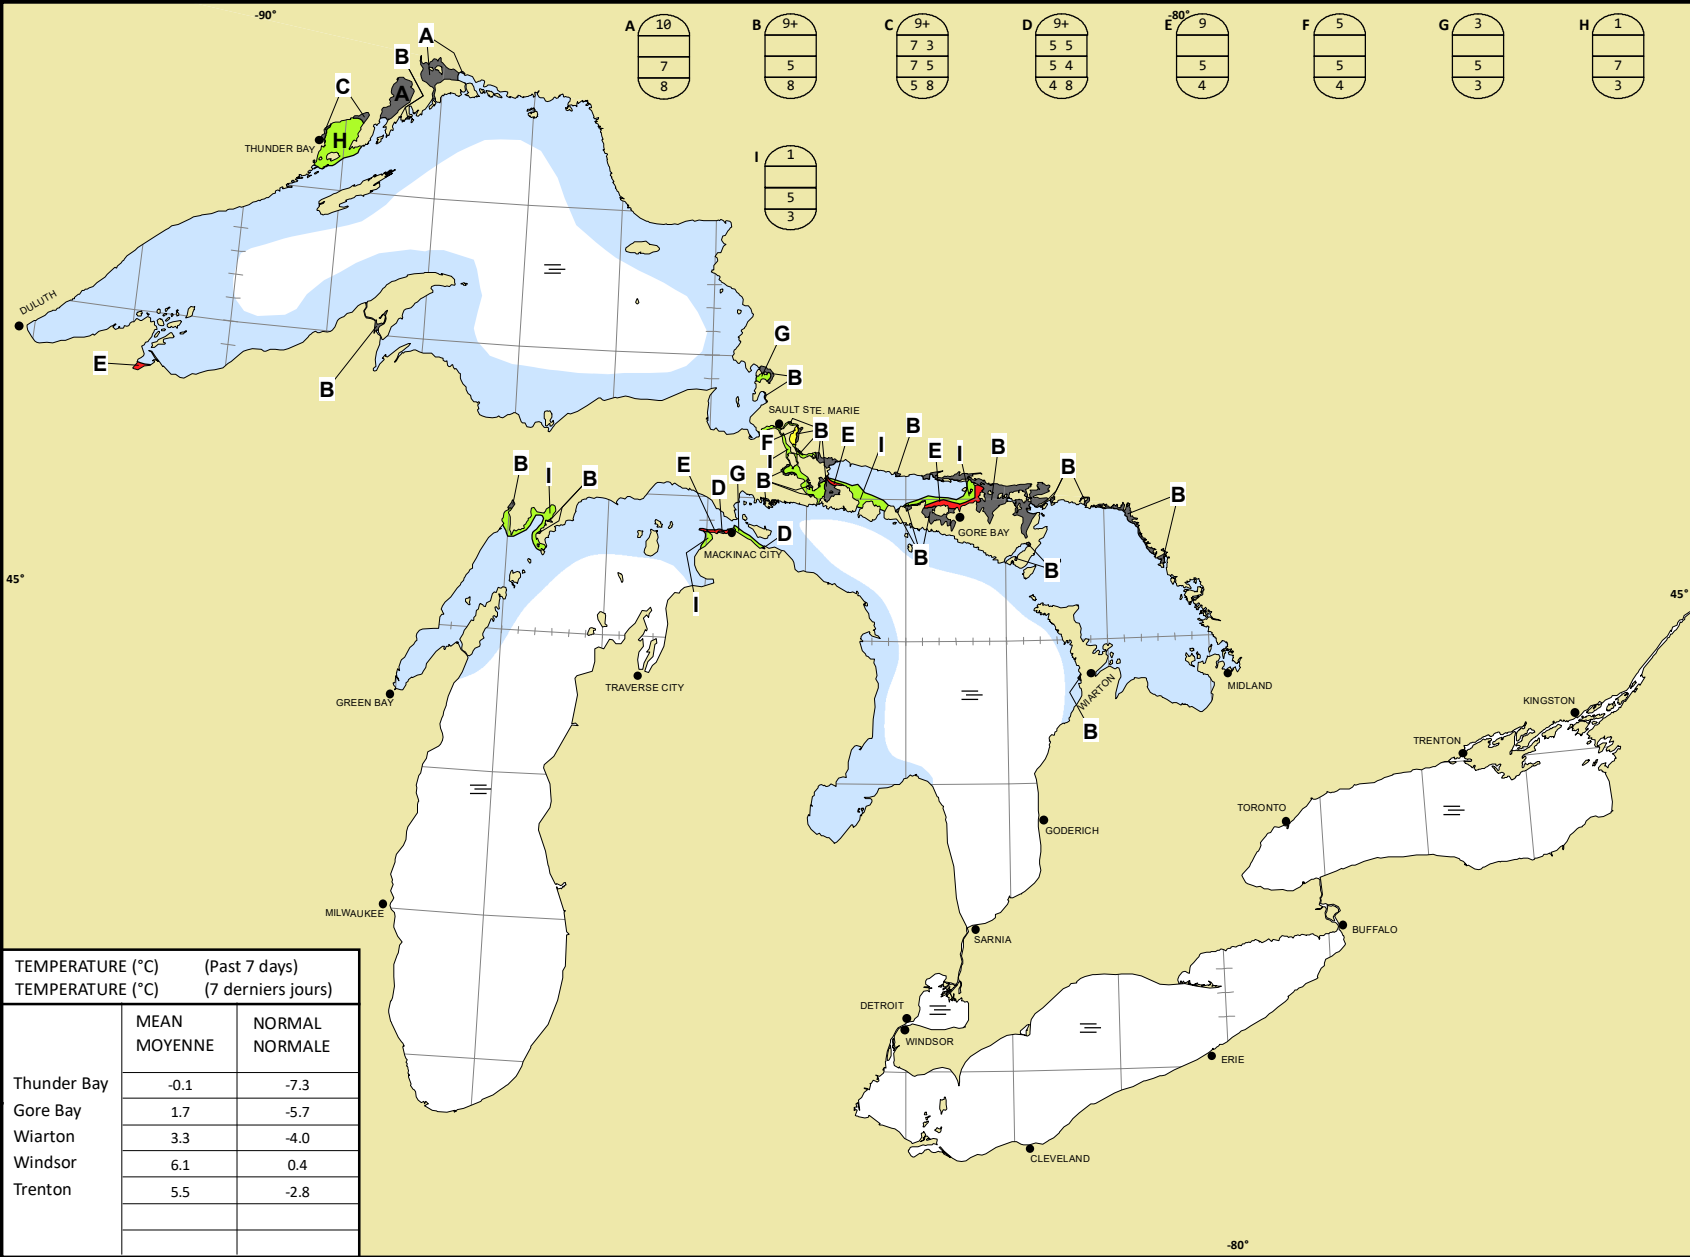 -90°
-80°
A 10 7 8
B 9+ 5 8
C 9+ 7 3 7 5 5 8
D 9+ 5 5 5 4 4 8
E 9 5 4
F 5 5 4
G 3 5 3
H 1 7 3
I 1 5 3
A
B
A
C
H
THUNDER BAY
DULUTH
E
B
G
B
SAULT STE. MARIE
F
B
E
I
B
E
I
B
B
B
I
B
B
I
B
E
D
G
D
MACKINAC CITY
I
GORE BAY
B
B
45°
45°
GREEN BAY
TRAVERSE CITY
WIARTON
MIDLAND
B
KINGSTON
TRENTON
TORONTO
GODERICH
MILWAUKEE
SARNIA
BUFFALO
DETROIT
WINDSOR
ERIE
CLEVELAND
-80°
TEMPERATURE (°C) (Past 7 days)
TEMPERATURE (°C) (7 derniers jours)
MEAN NORMAL
MOYENNE NORMALE
Thunder Bay -0.1 -7.3
Gore Bay 1.7 -5.7
Wiarton 3.3 -4.0
Windsor 6.1 0.4
Trenton 5.5 -2.8